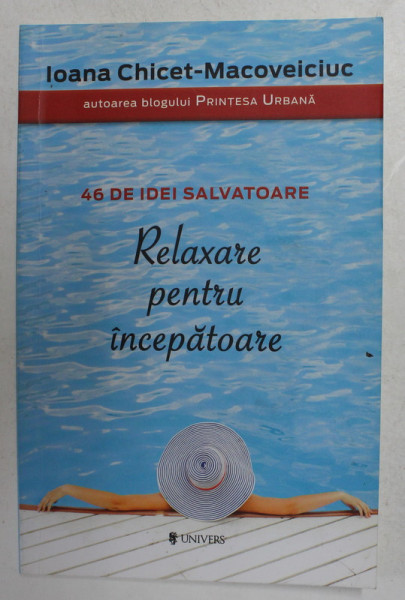 Ioana Chicet-Macoveiciuc
autoarea blogului PRINTESA URBANĂ
46 DE IDEI SALVATOARE
Relaxare
pentru
începătoare
UNIVERS